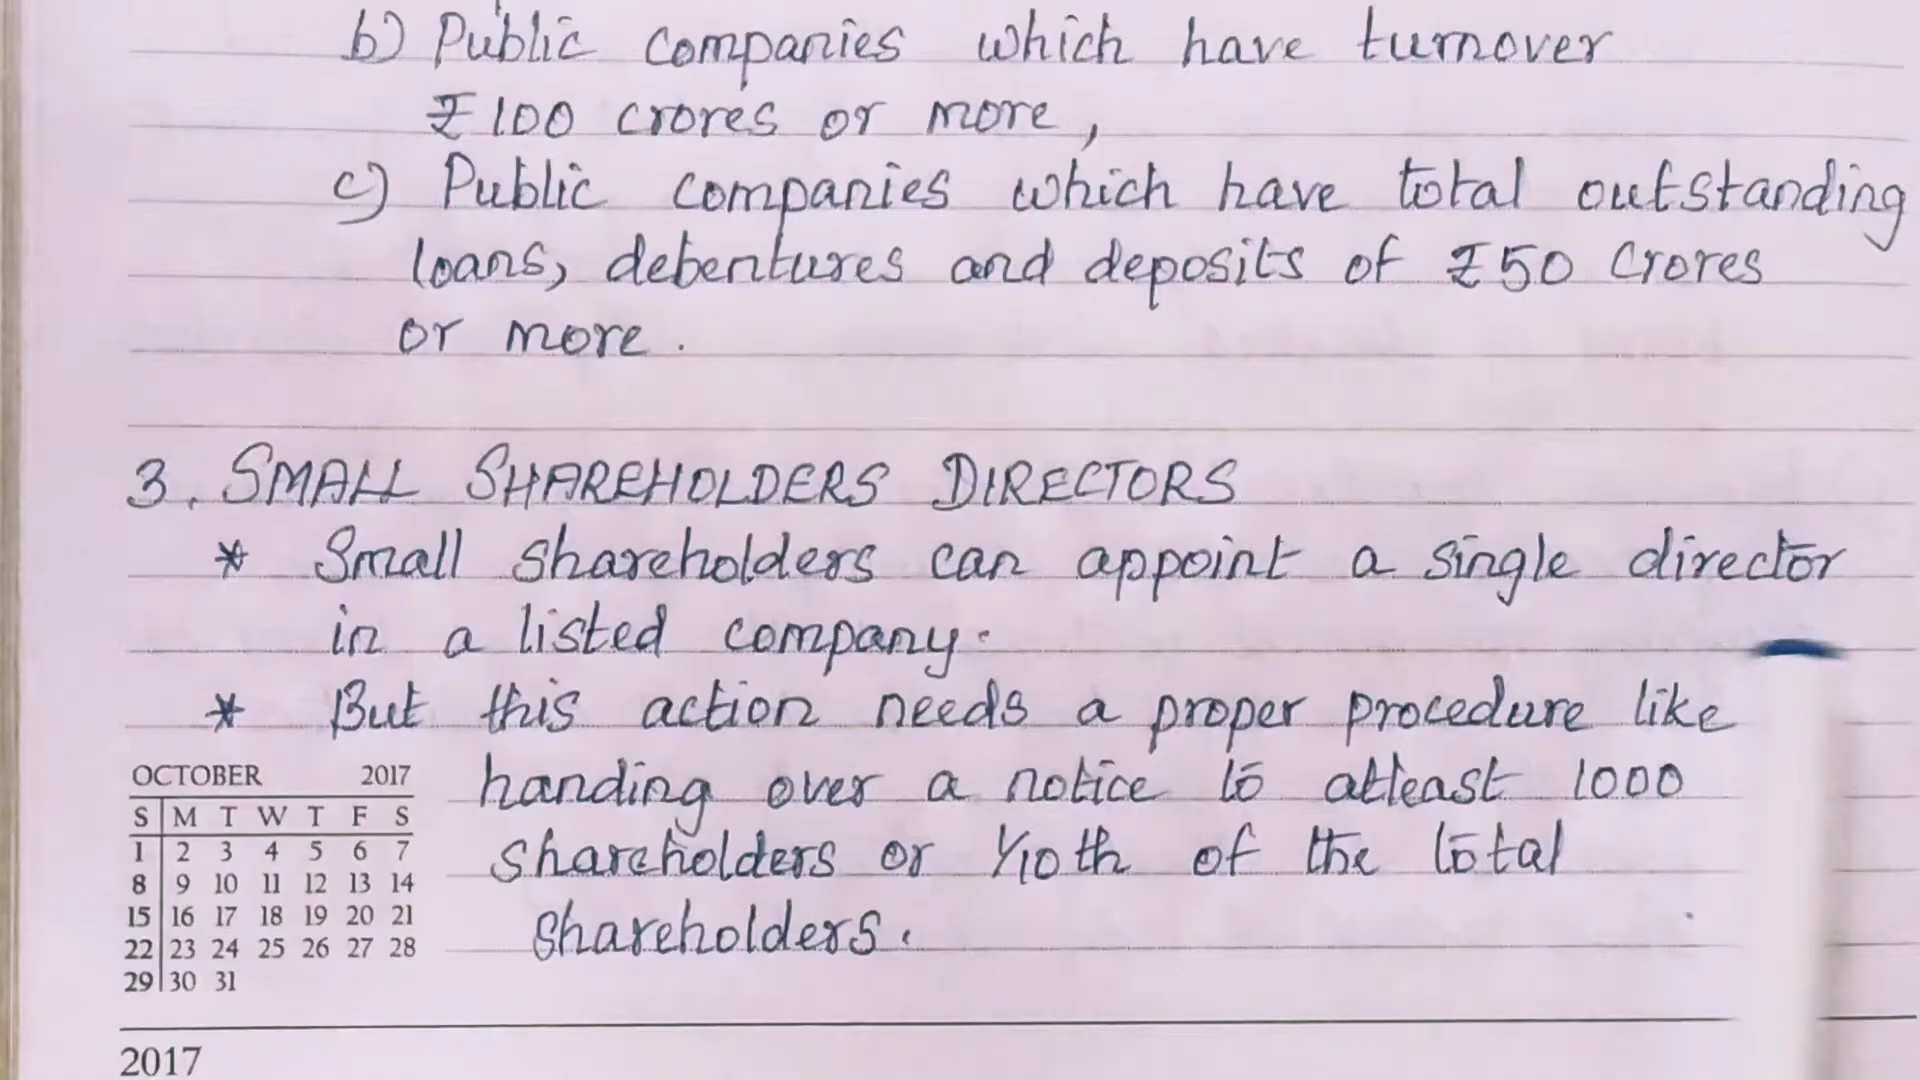 b) Public companies which have turnover
₹100 crores or more,
c) Public companies which have total outstanding
loans, debentures and deposits of ₹50 Crores
or more.
3. SMALL SHAREHOLDERS DIRECTORS
* Small shareholders can appoint a single director
in a listed company.
* But this action needs a proper procedure like
handing over a notice to atleast 1000
shareholders or 1/10th of the total
shareholders.
OCTOBER 2017
S M T W T F S
1 2 3 4 5 6 7
8 9 10 11 12 13 14
15 16 17 18 19 20 21
22 23 24 25 26 27 28
29 30 31
2017